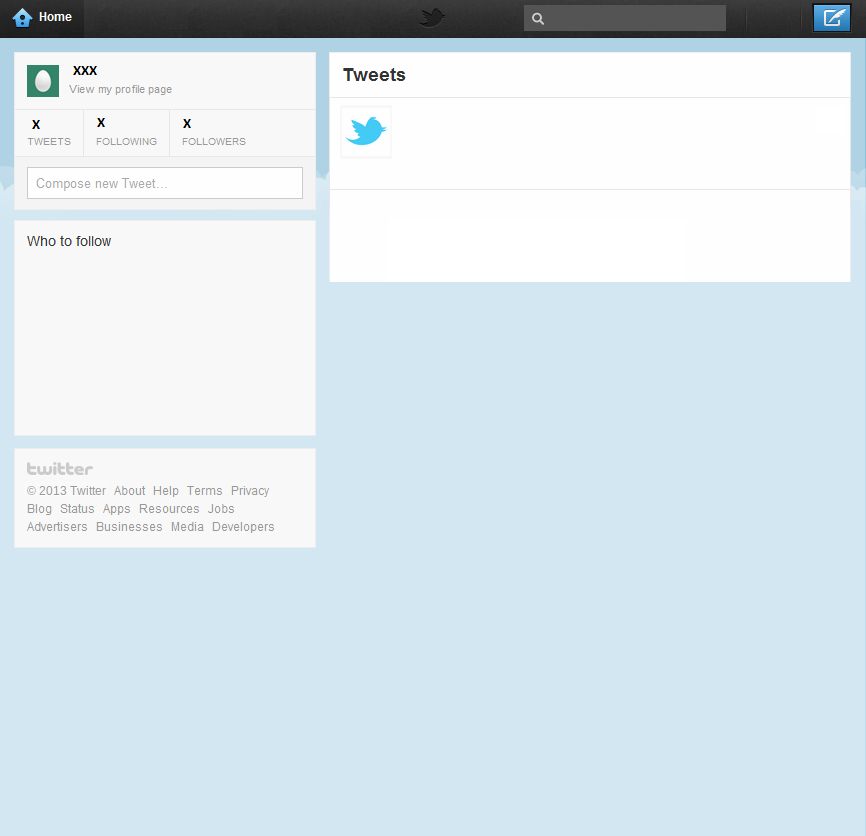 Home
XXX
View my profile page
X X X
TWEETS FOLLOWING FOLLOWERS
Compose new Tweet...
Who to follow
twitter
© 2013 Twitter About Help Terms Privacy
Blog Status Apps Resources Jobs
Advertisers Businesses Media Developers
Tweets